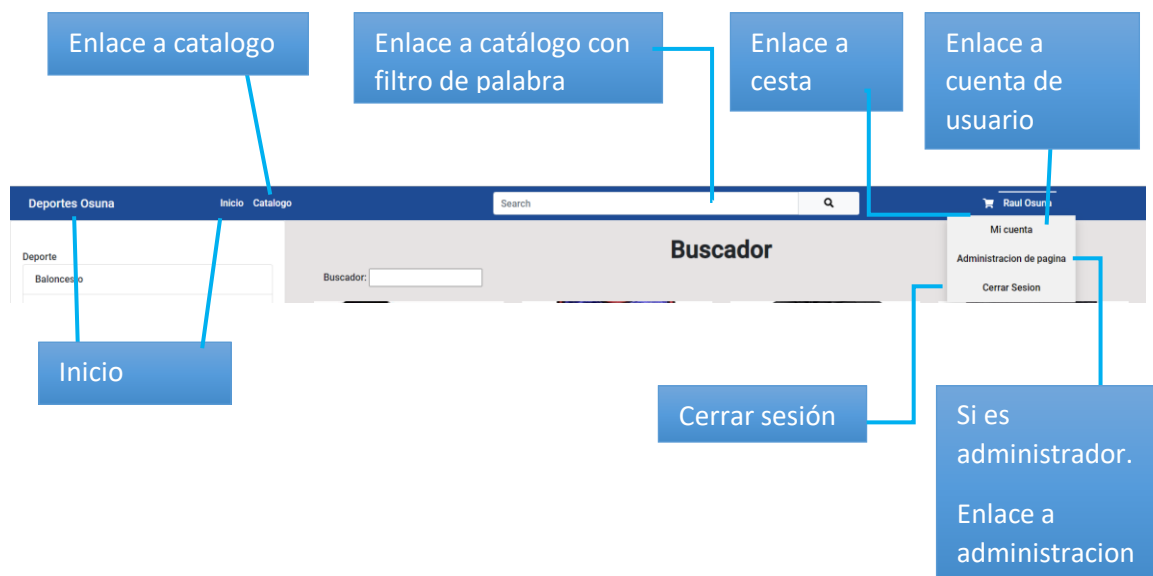 Enlace a catalogo
Enlace a catálogo con
filtro de palabra
Enlace a
cesta
Enlace a
cuenta de
usuario
Deportes Osuna
Inicio
Catalogo
Search
Raul Osuna
Mi cuenta
Administracion de pagina
Cerrar Sesion
Deporte
Baloncesto
Buscador
Buscador:
Inicio
Cerrar sesión
Si es
administrador.
Enlace a
administracion